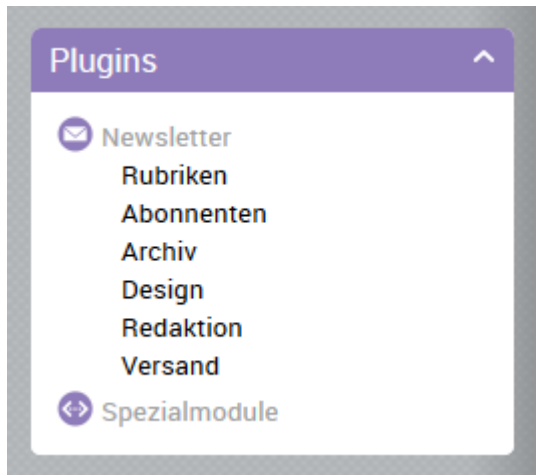 Plugins
Newsletter
Rubriken
Abonnenten
Archiv
Design
Redaktion
Versand
Spezialmodule